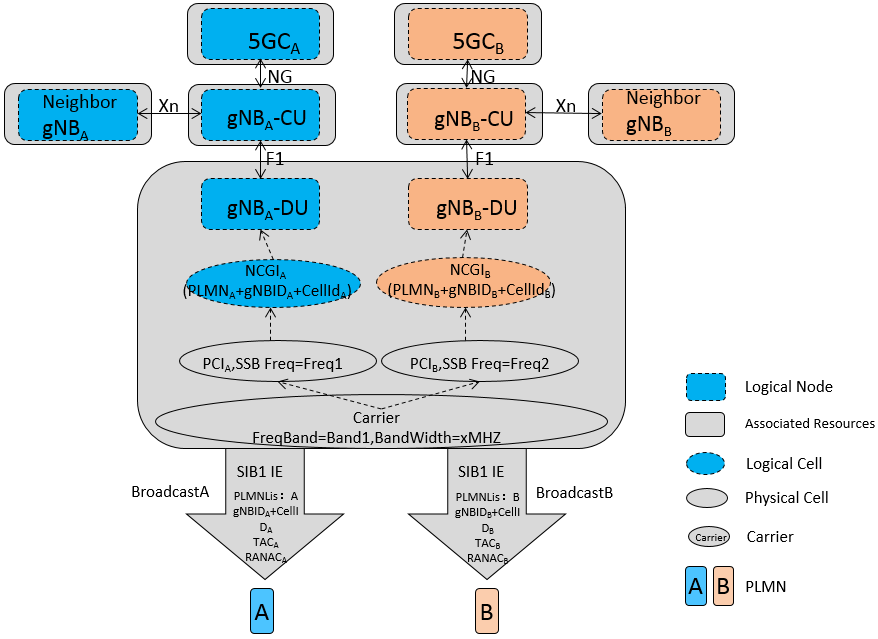 5GCA
5GCB
NG
NG
Neighbor
gNBA
Xn
gNBA-CU
gNBB-CU
Xn
Neighbor
gNBB
F1
F1
gNBA-DU
gNBB-DU
NCGIA
(PLMNA+gNBIDA+CellIdA)
NCGIB
(PLMNB+gNBIDB+CellIdB)
PCIA,SSB Freq=Freq1
PCIB,SSB Freq=Freq2
Carrier
FreqBand=Band1,BandWidth=xMHZ
BroadcastA
SIB1 IE
PLMNLis：A
gNBIDA+CellI
DA
TACA
RANACA
SIB1 IE
PLMNLis：B
gNBIDB+CellI
DB
TACB
RANACB
BroadcastB
A
B
Logical Node
Associated Resources
Logical Cell
Physical Cell
Carrier
Carrier
A B PLMN